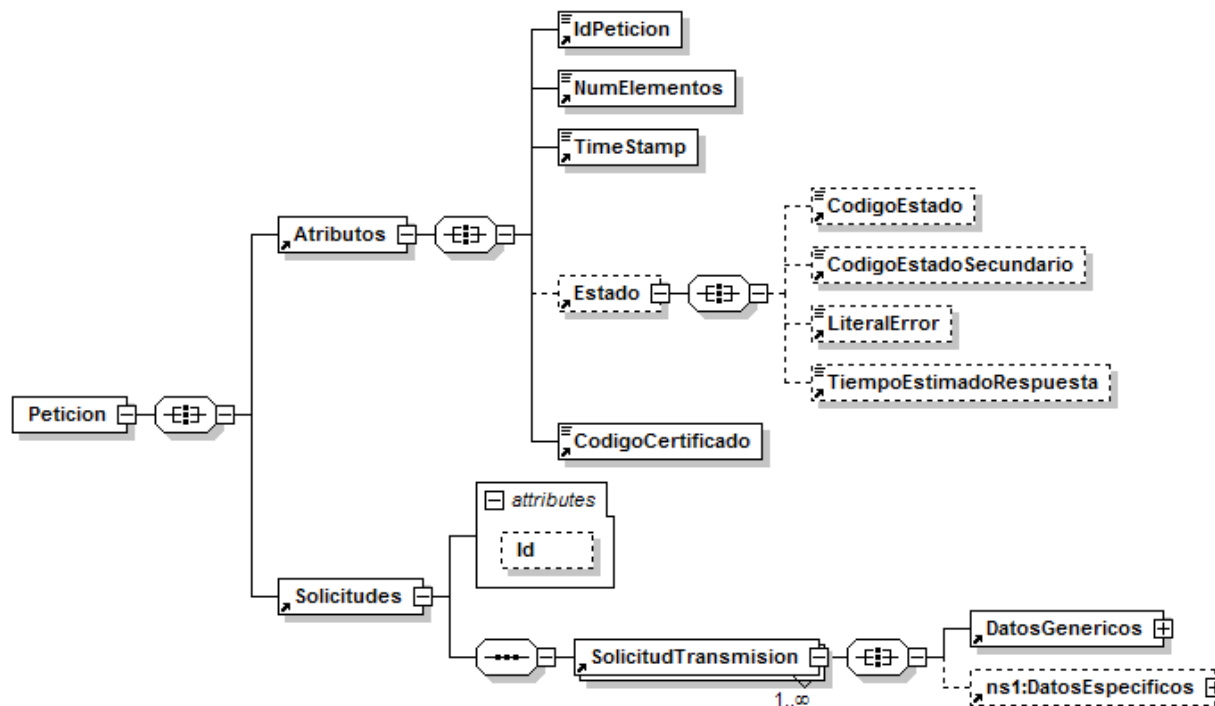 IdPeticion
NumElementos
TimeStamp
CodigoEstado
Atributos
CodigoEstadoSecundario
Estado
LiteralError
TiempoEstimadoRespuesta
Peticion
CodigoCertificado
attributes
Id
Solicitudes
DatosGenericos
SolicitudTransmision
ns1:DatosEspecificos
1..∞